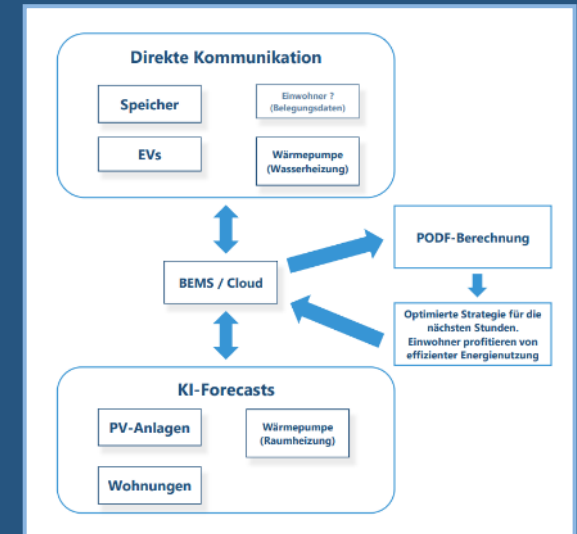 Direkte Kommunikation
Speicher
Einwohner ?
(Belegungsdaten)
EVs
Wärmepumpe
(Wasserheizung)
BEMS / Cloud
PODF-Berechnung
Optimierte Strategie für die
nächsten Stunden.
Einwohner profitieren von
effizienter Energienutzung
KI-Forecasts
PV-Anlagen
Wärmepumpe
(Raumheizung)
Wohnungen